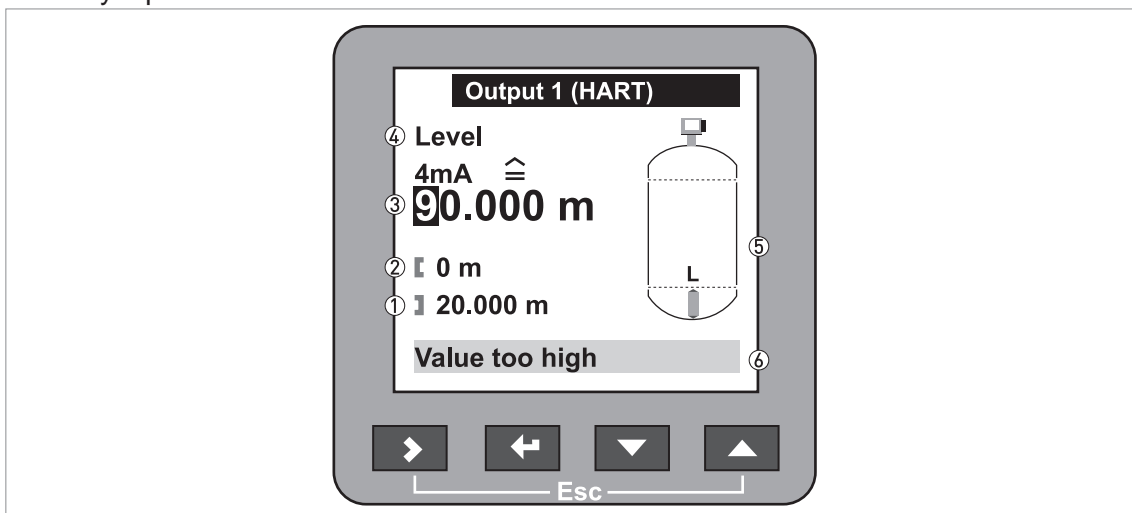 Output 1 (HART)
④ Level
4mA ≙
③ 90.000 m
⑤
② [ 0 m
L
① ] 20.000 m
Value too high ⑥
Esc